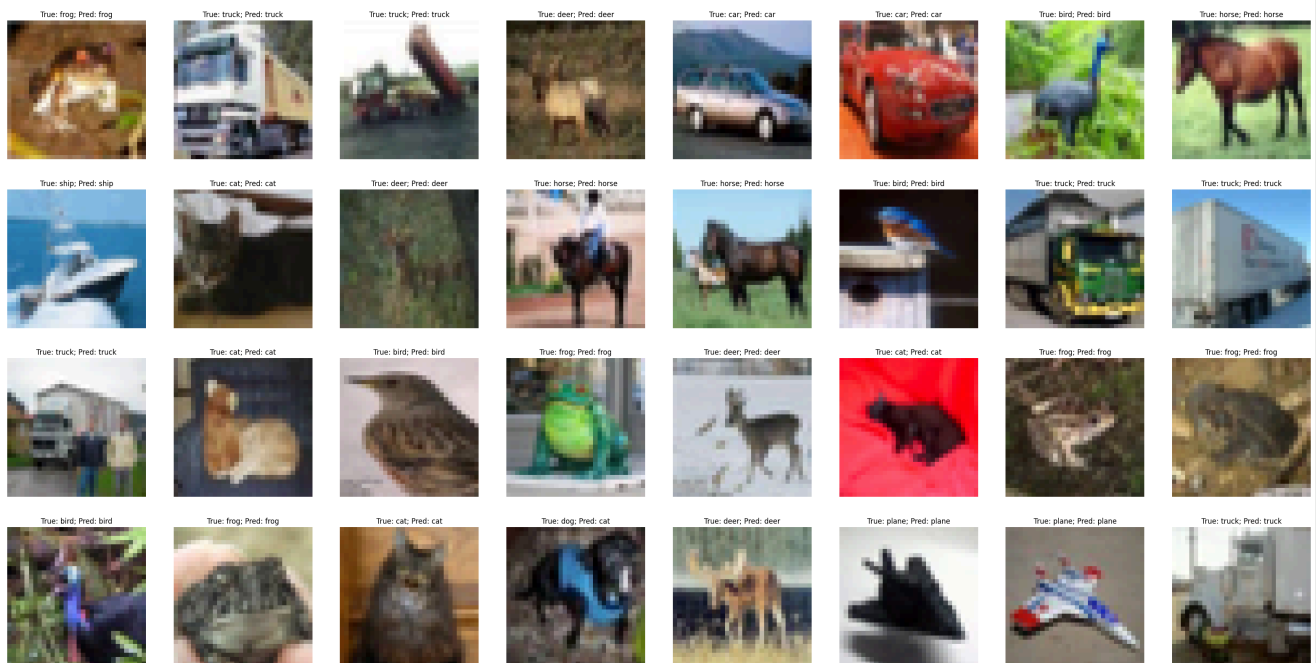 True: frog; Pred: frog
True: truck; Pred: truck
True: truck; Pred: truck
True: deer; Pred: deer
True: car; Pred: car
True: car; Pred: car
True: bird; Pred: bird
True: horse; Pred: horse
True: ship; Pred: ship
True: cat; Pred: cat
True: deer; Pred: deer
True: horse; Pred: horse
True: horse; Pred: horse
True: bird; Pred: bird
True: truck; Pred: truck
True: truck; Pred: truck
True: truck; Pred: truck
True: cat; Pred: cat
True: bird; Pred: bird
True: frog; Pred: frog
True: deer; Pred: deer
True: cat; Pred: cat
True: frog; Pred: frog
True: frog; Pred: frog
True: bird; Pred: bird
True: frog; Pred: frog
True: cat; Pred: cat
True: dog; Pred: cat
True: deer; Pred: deer
True: plane; Pred: plane
True: plane; Pred: plane
True: truck; Pred: truck